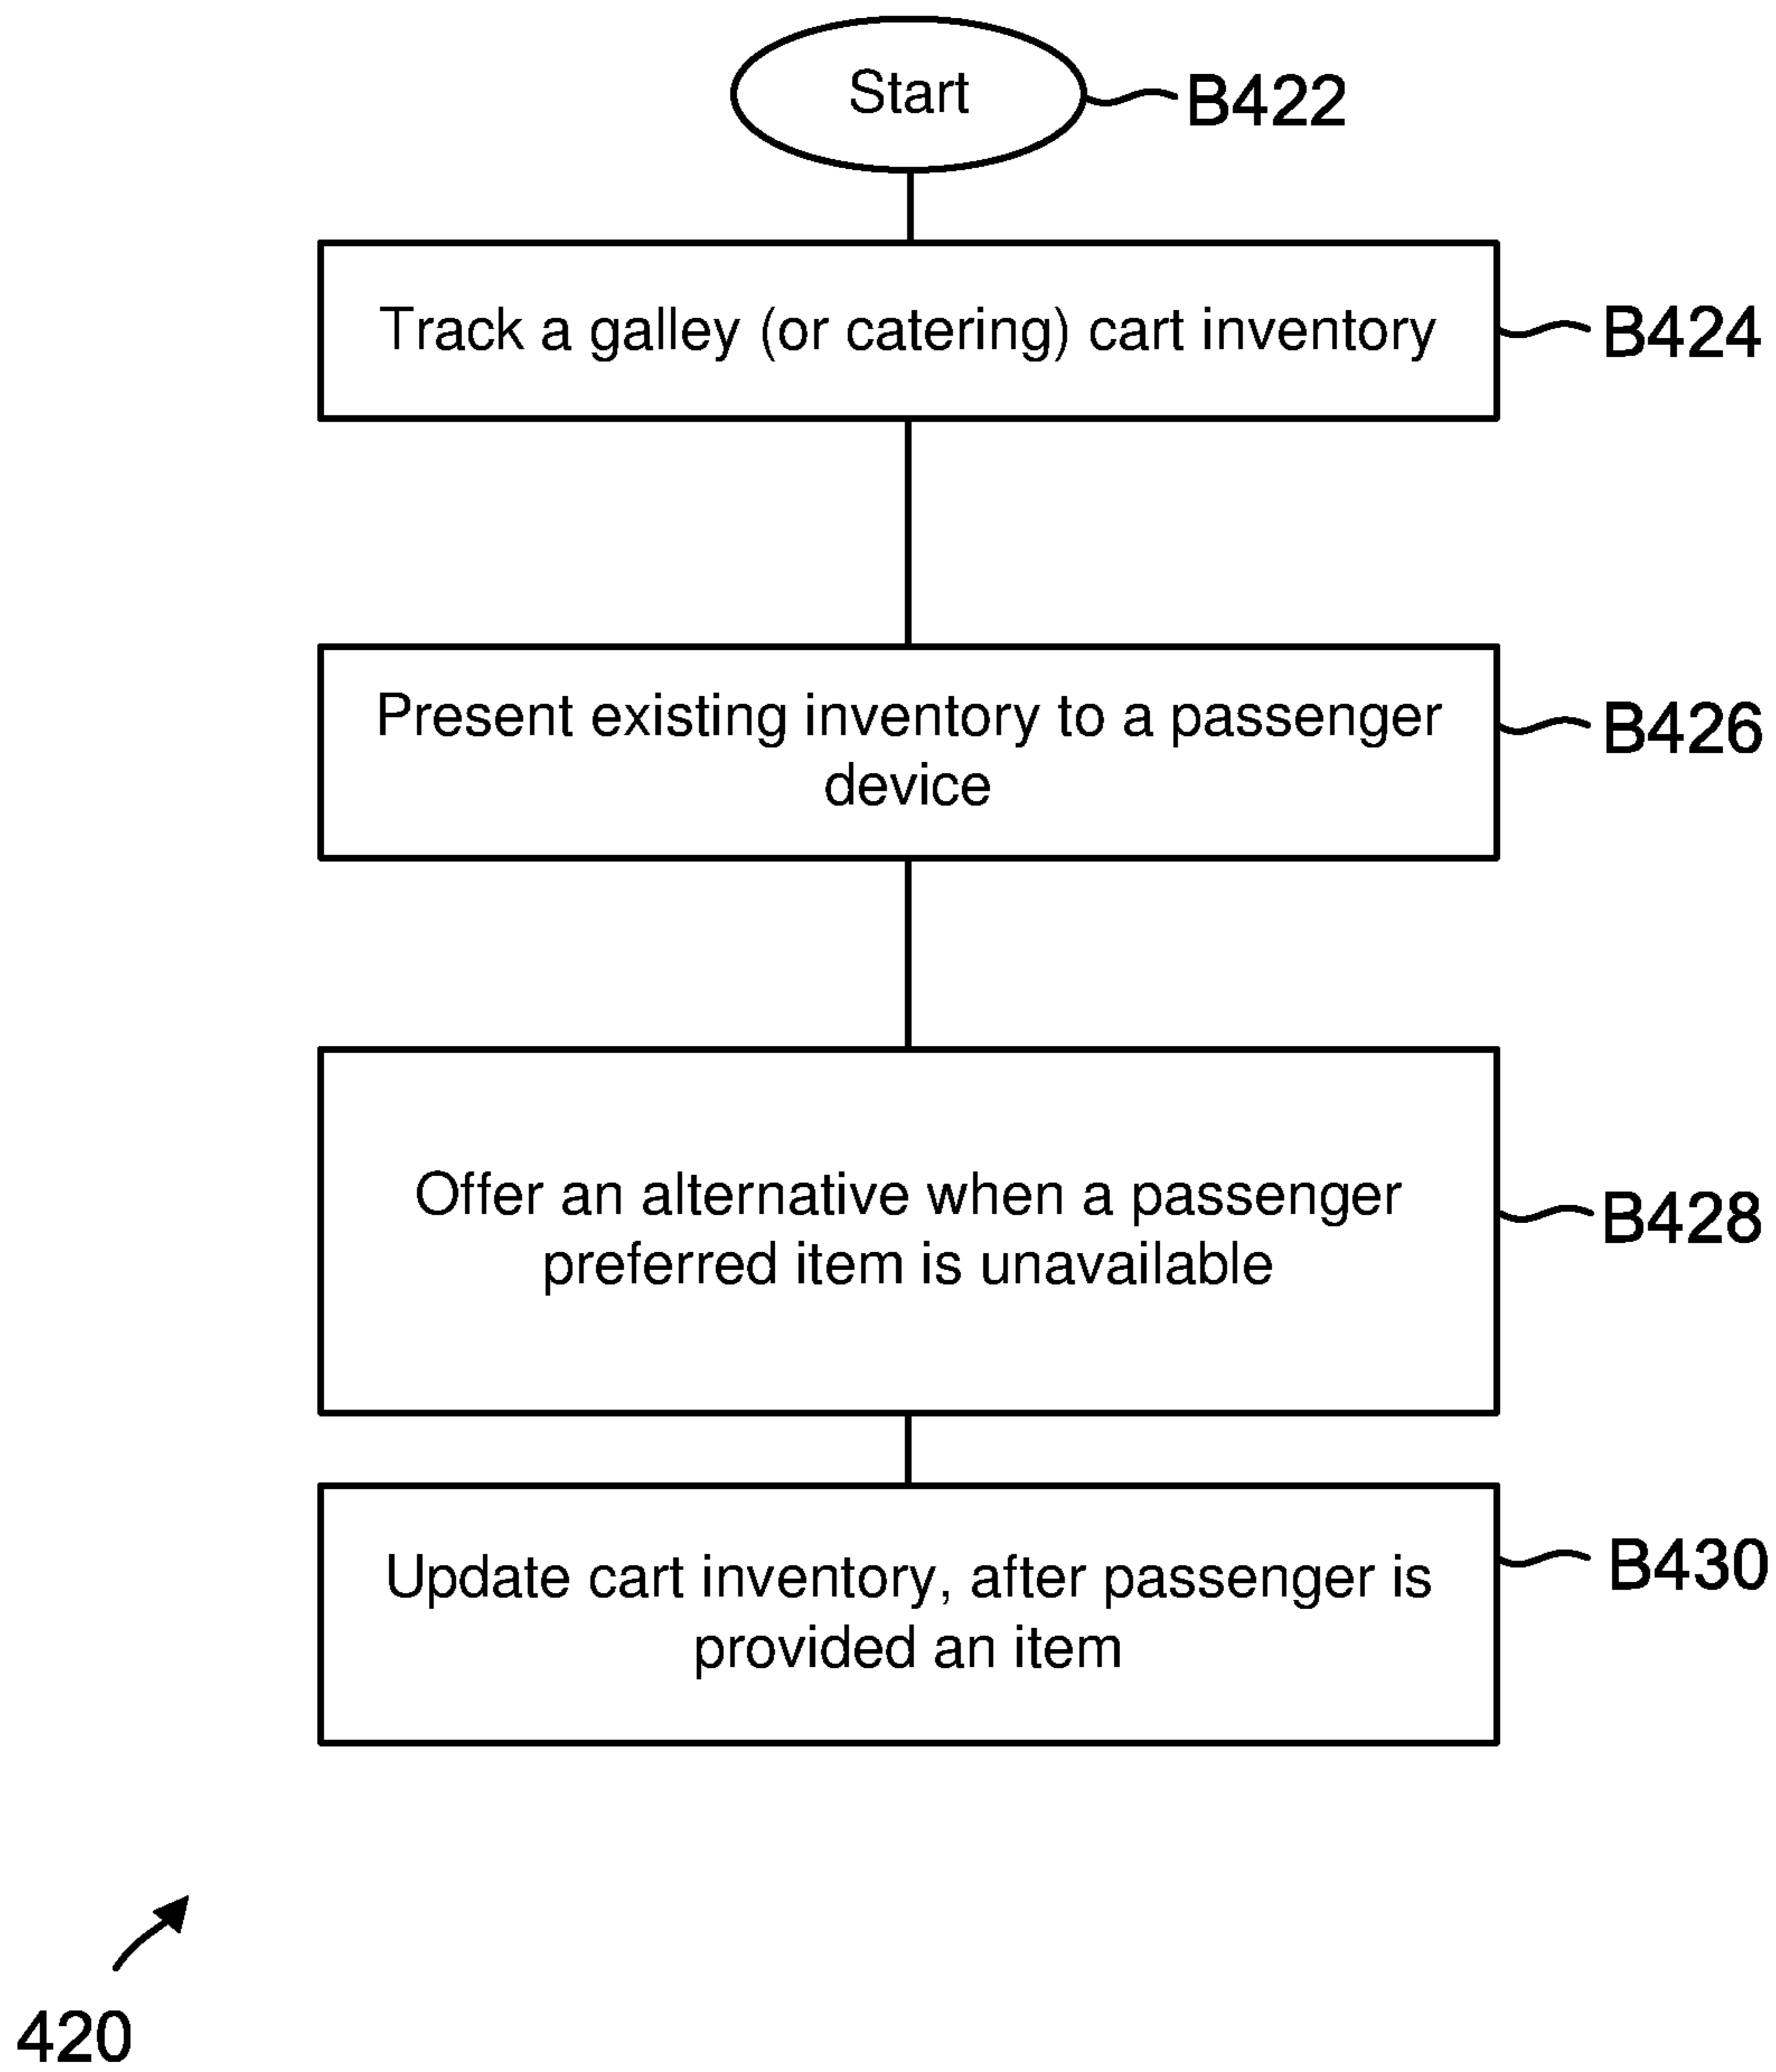 Start
B422
Track a galley (or catering) cart inventory
B424
Present existing inventory to a passenger
device
B426
Offer an alternative when a passenger
preferred item is unavailable
B428
Update cart inventory, after passenger is
provided an item
B430
420